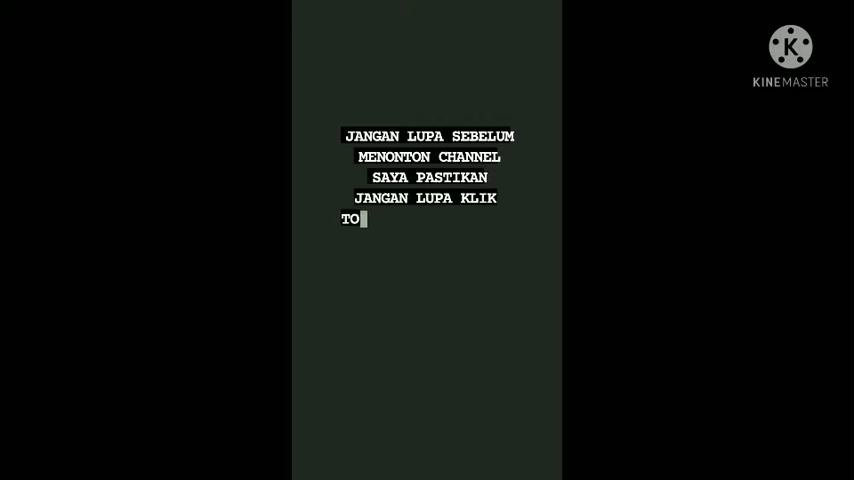 JANGAN LUPA SEBELUM
MENONTON CHANNEL
SAYA PASTIKAN
JANGAN LUPA KLIK
TO
K
KINEMASTER